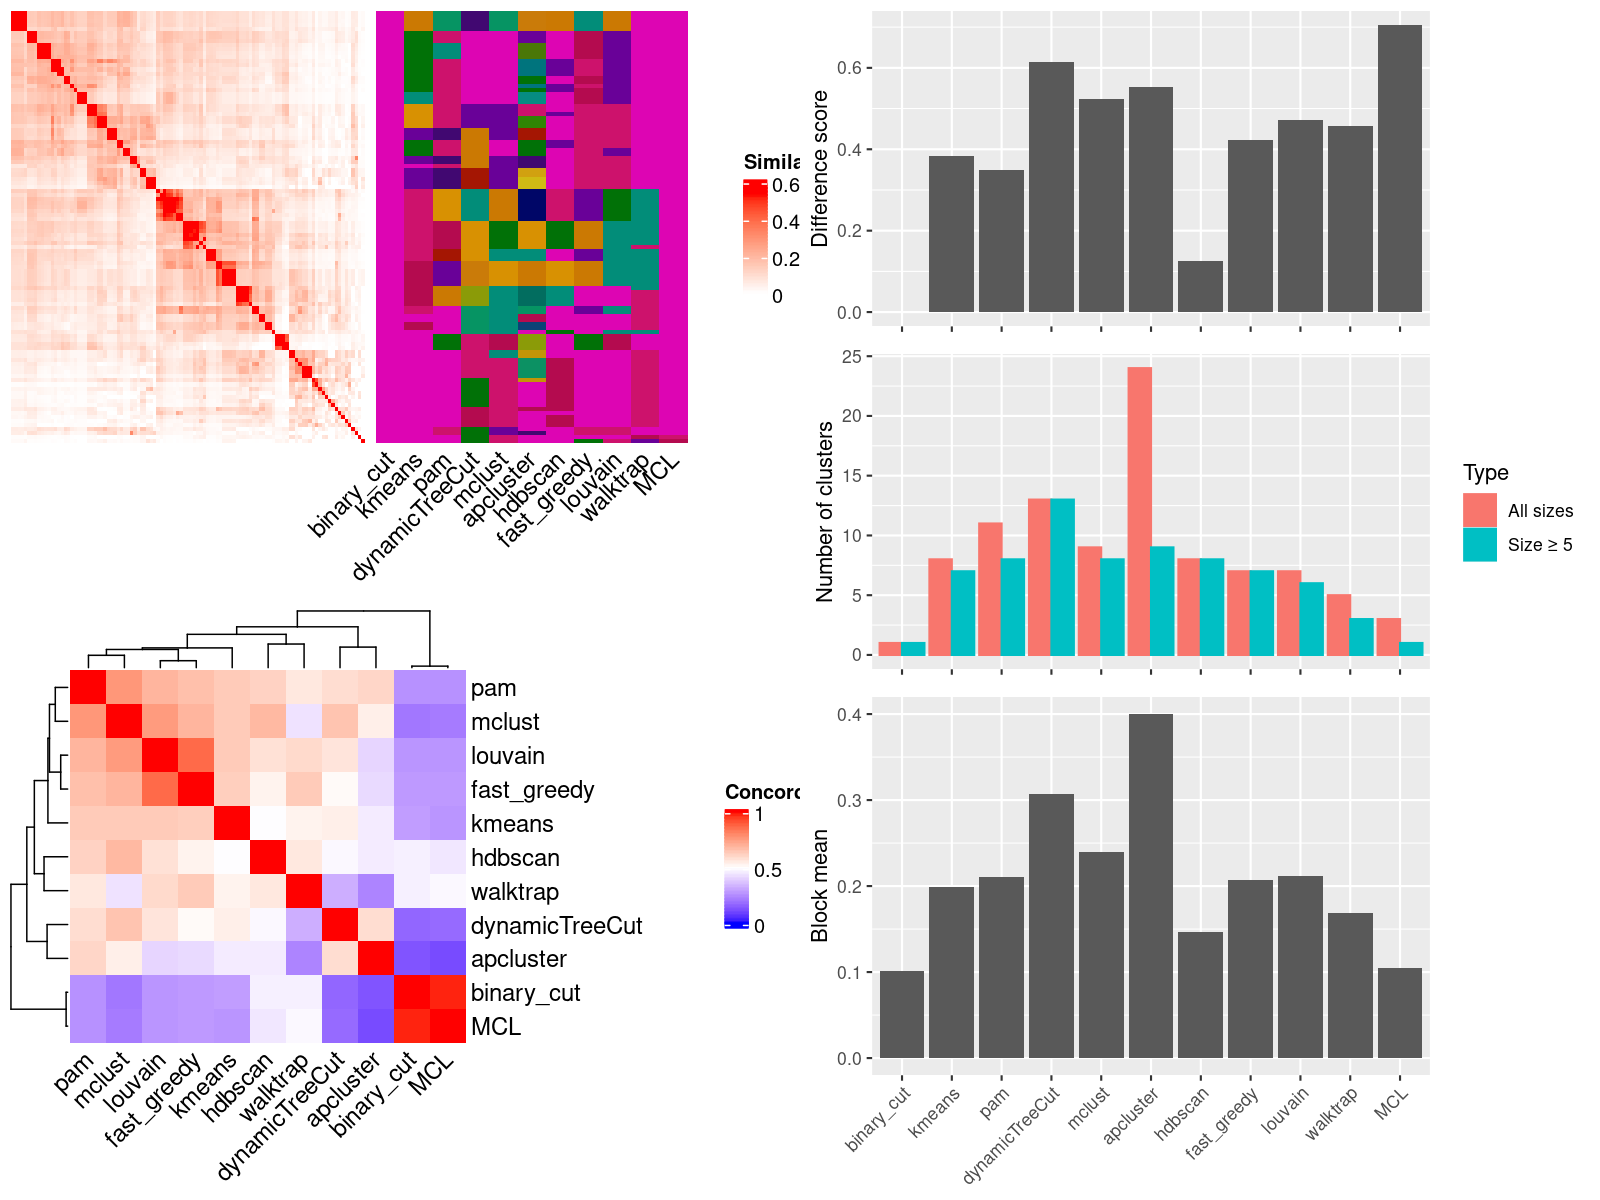 Simila
0.6
0.4
0.2
0
binary_cut
kmeans
pam
dynamicTreeCut
mclust
apcluster
hdbscan
fast_greedy
louvain
walktrap
MCL
Difference score
0.6
0.4
0.2
0.0
Number of clusters
25
20
15
10
5
0
Type
All sizes
Size ≥ 5
pam
mclust
louvain
fast_greedy
kmeans
hdbscan
walktrap
dynamicTreeCut
apcluster
binary_cut
MCL
pam
mclust
louvain
fast_greedy
kmeans
hdbscan
walktrap
dynamicTreeCut
apcluster
binary_cut
MCL
Concord
1
0.5
0
Block mean
0.4
0.3
0.2
0.1
0.0
binary_cut
kmeans
pam
dynamicTreeCut
mclust
apcluster
hdbscan
fast_greedy
louvain
walktrap
MCL